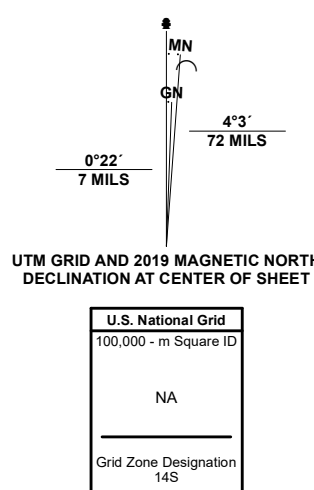 MN
GN
4°3´
72 MILS
0°22´
7 MILS
UTM GRID AND 2019 MAGNETIC NORTH
DECLINATION AT CENTER OF SHEET
U.S. National Grid
100,000 - m Square ID
NA
Grid Zone Designation
14S